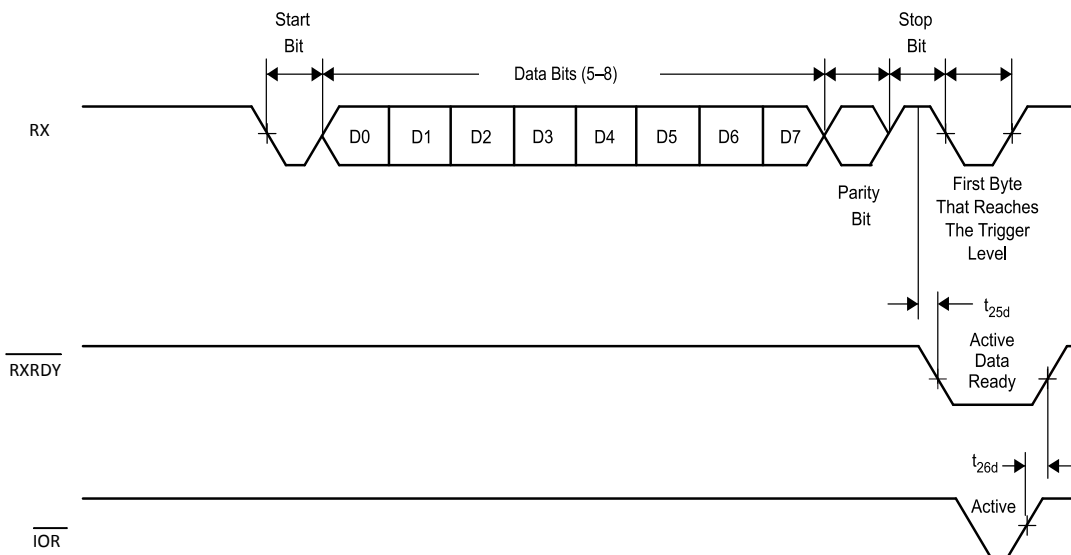 Start
Bit
Stop
Bit
Data Bits (5–8)
RX
D0 D1 D2 D3 D4 D5 D6 D7
Parity
Bit
First Byte
That Reaches
The Trigger
Level
t25d
RXRDY
Active
Data
Ready
t26d
Active
IOR